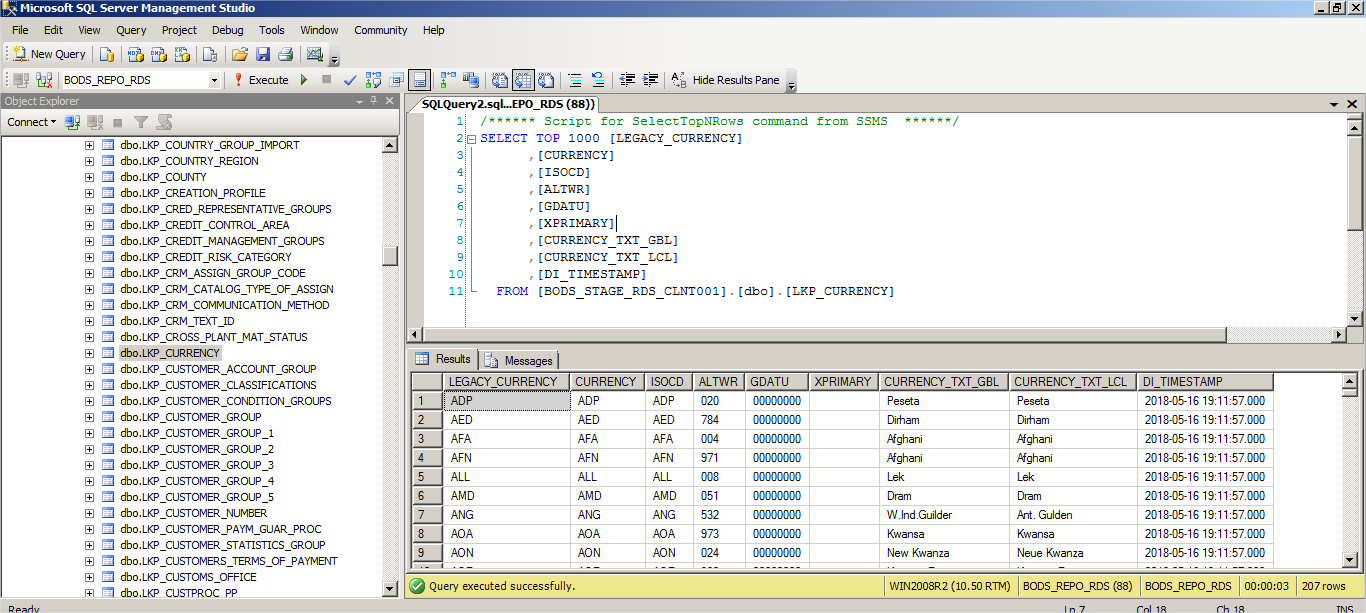 Microsoft SQL Server Management Studio
File Edit View Query Project Debug Tools Window Community Help
New Query
BODS_REPO_RDS Execute Hide Results Pane
Object Explorer
Connect
dbo.LKP_COUNTRY_GROUP_IMPORT
dbo.LKP_COUNTRY_REGION
dbo.LKP_COUNTY
dbo.LKP_CREATION_PROFILE
dbo.LKP_CRED_REPRESENTATIVE_GROUPS
dbo.LKP_CREDIT_CONTROL_AREA
dbo.LKP_CREDIT_MANAGEMENT_GROUPS
dbo.LKP_CREDIT_RISK_CATEGORY
dbo.LKP_CRM_ASSIGN_GROUP_CODE
dbo.LKP_CRM_CATALOG_TYPE_OF_ASSIGN
dbo.LKP_CRM_COMMUNICATION_METHOD
dbo.LKP_CRM_TEXT_ID
dbo.LKP_CROSS_PLANT_MAT_STATUS
dbo.LKP_CURRENCY
dbo.LKP_CUSTOMER_ACCOUNT_GROUP
dbo.LKP_CUSTOMER_CLASSIFICATIONS
dbo.LKP_CUSTOMER_CONDITION_GROUPS
dbo.LKP_CUSTOMER_GROUP
dbo.LKP_CUSTOMER_GROUP_1
dbo.LKP_CUSTOMER_GROUP_2
dbo.LKP_CUSTOMER_GROUP_3
dbo.LKP_CUSTOMER_GROUP_4
dbo.LKP_CUSTOMER_GROUP_5
dbo.LKP_CUSTOMER_NUMBER
dbo.LKP_CUSTOMER_PAYM_GUAR_PROC
dbo.LKP_CUSTOMER_STATISTICS_GROUP
dbo.LKP_CUSTOMERS_TERMS_OF_PAYMENT
dbo.LKP_CUSTOMS_OFFICE
dbo.LKP_CUSTPROC_PP
SQLQuery2.sql...EPO_RDS (88))
1 /****** Script for SelectTopNRows command from SSMS ******/
2 SELECT TOP 1000 [LEGACY_CURRENCY]
3 ,[CURRENCY]
4 ,[ISOCD]
5 ,[ALTWR]
6 ,[GDATU]
7 ,[XPRIMARY]
8 ,[CURRENCY_TXT_GBL]
9 ,[CURRENCY_TXT_LCL]
10 ,[DI_TIMESTAMP]
11 FROM [BODS_STAGE_RDS_CLNT001].[dbo].[LKP_CURRENCY]
Results Messages
LEGACY_CURRENCY CURRENCY ISOCD ALTWR GDATU XPRIMARY CURRENCY_TXT_GBL CURRENCY_TXT_LCL DI_TIMESTAMP
1 ADP ADP ADP 020 00000000 Peseta Peseta 2018-05-16 19:11:57.000
2 AED AED AED 784 00000000 Dirham Dirham 2018-05-16 19:11:57.000
3 AFA AFA AFA 004 00000000 Afghani Afghani 2018-05-16 19:11:57.000
4 AFN AFN AFN 971 00000000 Afghani Afghani 2018-05-16 19:11:57.000
5 ALL ALL ALL 008 00000000 Lek Lek 2018-05-16 19:11:57.000
6 AMD AMD AMD 051 00000000 Dram Dram 2018-05-16 19:11:57.000
7 ANG ANG ANG 532 00000000 W.Ind.Guilder Ant. Gulden 2018-05-16 19:11:57.000
8 AOA AOA AOA 973 00000000 Kwansa Kwansa 2018-05-16 19:11:57.000
9 AON AON AON 024 00000000 New Kwanza Neue Kwanza 2018-05-16 19:11:57.000
Query executed successfully. WIN2008R2 (10.50 RTM) BODS_REPO_RDS (88) BODS_REPO_RDS 00:00:03 207 rows
Ready Ln 7 Col 18 Ch 18 INS